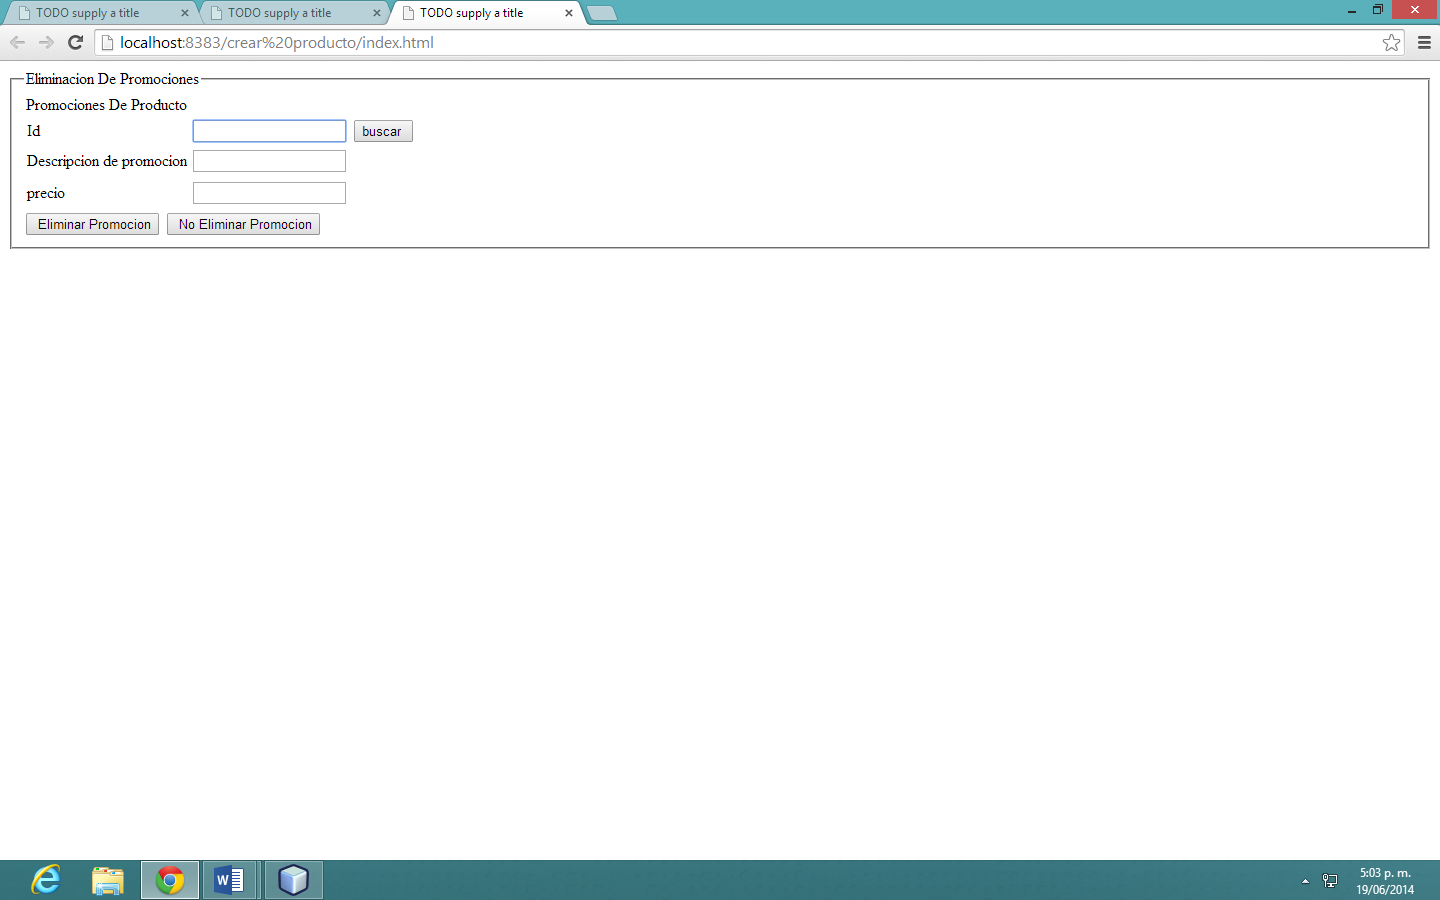 TODO supply a title TODO supply a title TODO supply a title
localhost:8383/crear%20producto/index.html
Eliminacion De Promociones
Promociones De Producto
Id buscar
Descripcion de promocion
precio
Eliminar Promocion No Eliminar Promocion
5:03 p. m.
19/06/2014